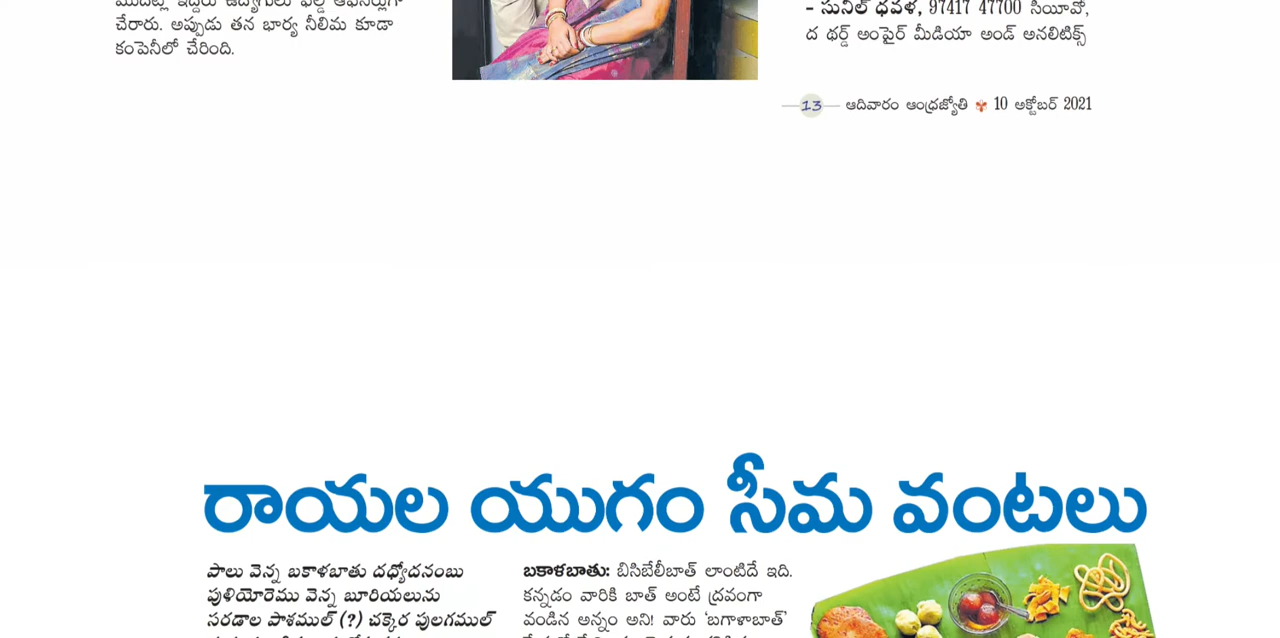 చేరారు. అప్పుడు తన భార్య నీలిమ కూడా
కంపెనీలో చేరింది.
– సునీల్ ధవళ, 97417 47700 సీయీవో,
ద థర్డ్ అంపైర్ మీడియా అండ్ అనలిటిక్స్
13 ఆదివారం ఆంధ్రజ్యోతి 10 అక్టోబర్ 2021
రాయల యుగం సీమ వంటలు
పాలు వెన్న బకాళబాతు దధ్యోదనంబు
పుళియోరెము వెన్న బూరియలును
సరడాల పాశముల్ (?) చక్కెర పులగముల్
బకాళబాతు: బిసిబేలీబాత్ లాంటిదే ఇది.
కన్నడం వారికి బాత్ అంటే ద్రవంగా
వండిన అన్నం అని! వారు 'బగాళాబాత్'